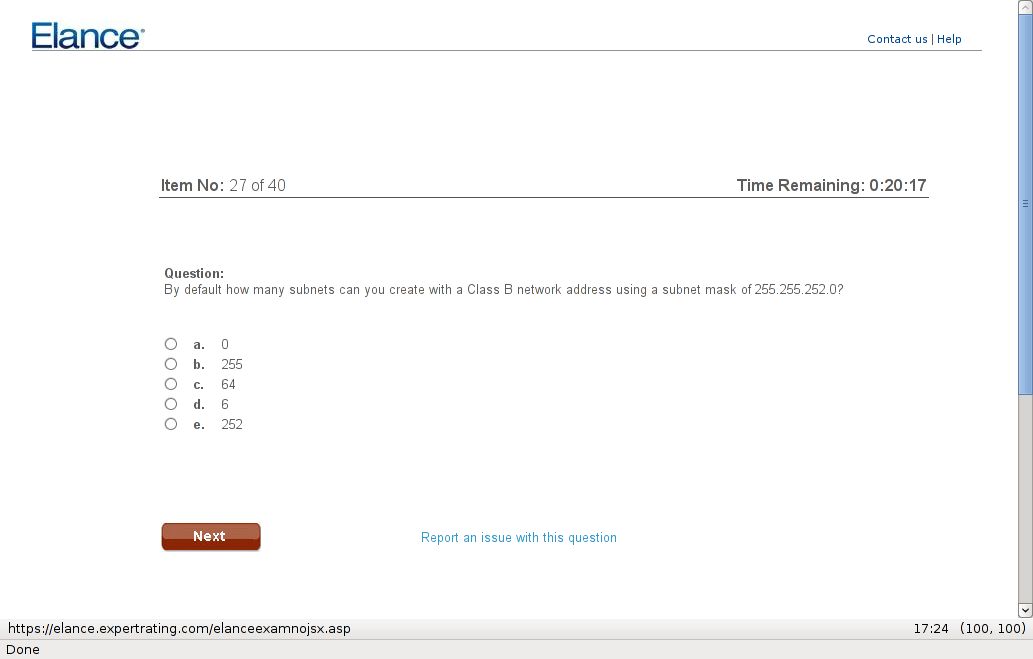 Elance
Contact us | Help
Item No: 27 of 40
Time Remaining: 0:20:17
Question:
By default how many subnets can you create with a Class B network address using a subnet mask of 255.255.252.0?
a. 0
b. 255
c. 64
d. 6
e. 252
Next
Report an issue with this question
https://elance.expertrating.com/elanceexamnojsx.asp
17:24 (100, 100)
Done